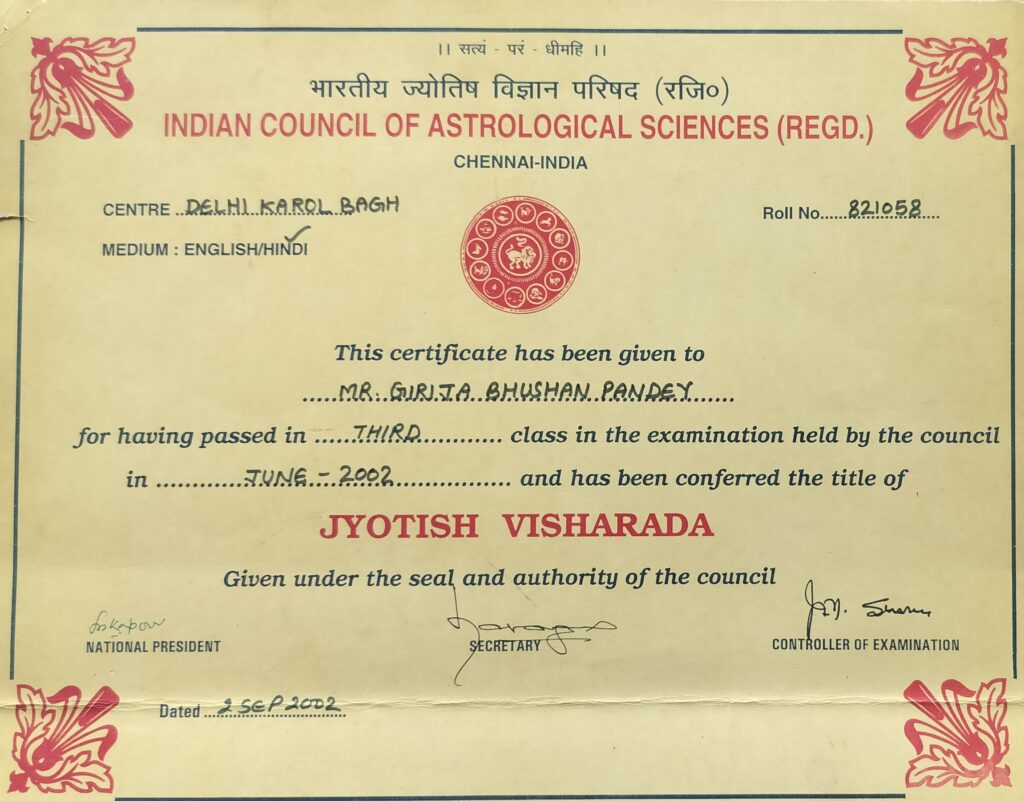 ।। सत्यं - परं - धीमहि ।।
भारतीय ज्योतिष विज्ञान परिषद (रजि०)
INDIAN COUNCIL OF ASTROLOGICAL SCIENCES (REGD.)
CHENNAI-INDIA
CENTRE ..DELHI KAROL BAGH
Roll No......821058....
MEDIUM : ENGLISH/HINDI ✓
This certificate has been given to
.....MR. GIRIJA BHUSHAN PANDEY......
for having passed in ......THIRD............ class in the examination held by the council
in ............JUNE - 2002.................. and has been conferred the title of
JYOTISH VISHARADA
Given under the seal and authority of the council
NATIONAL PRESIDENT
SECRETARY
CONTROLLER OF EXAMINATION
Dated ...2 SEP 2002..